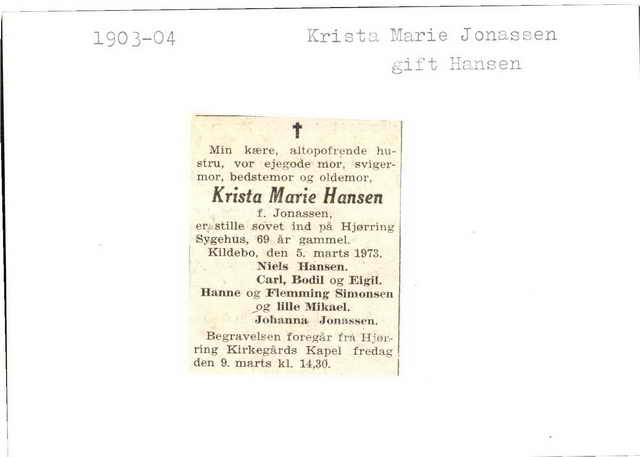 1903-04
Krista Marie Jonassen
gift Hansen
Min kære, altopofrende hu-
stru, vor ejegode mor, sviger-
mor, bedstemor og oldemor,
Krista Marie Hansen
f. Jonassen,
er stille sovet ind på Hjørring
Sygehus, 69 år gammel.
Kildebo, den 5. marts 1973.
Niels Hansen.
Carl, Bodil og Eigil.
Hanne og Flemming Simonsen
og lille Mikael.
Johanna Jonassen.
Begravelsen foregår fra Hjør-
ring Kirkegårds Kapel fredag
den 9. marts kl. 14,30.